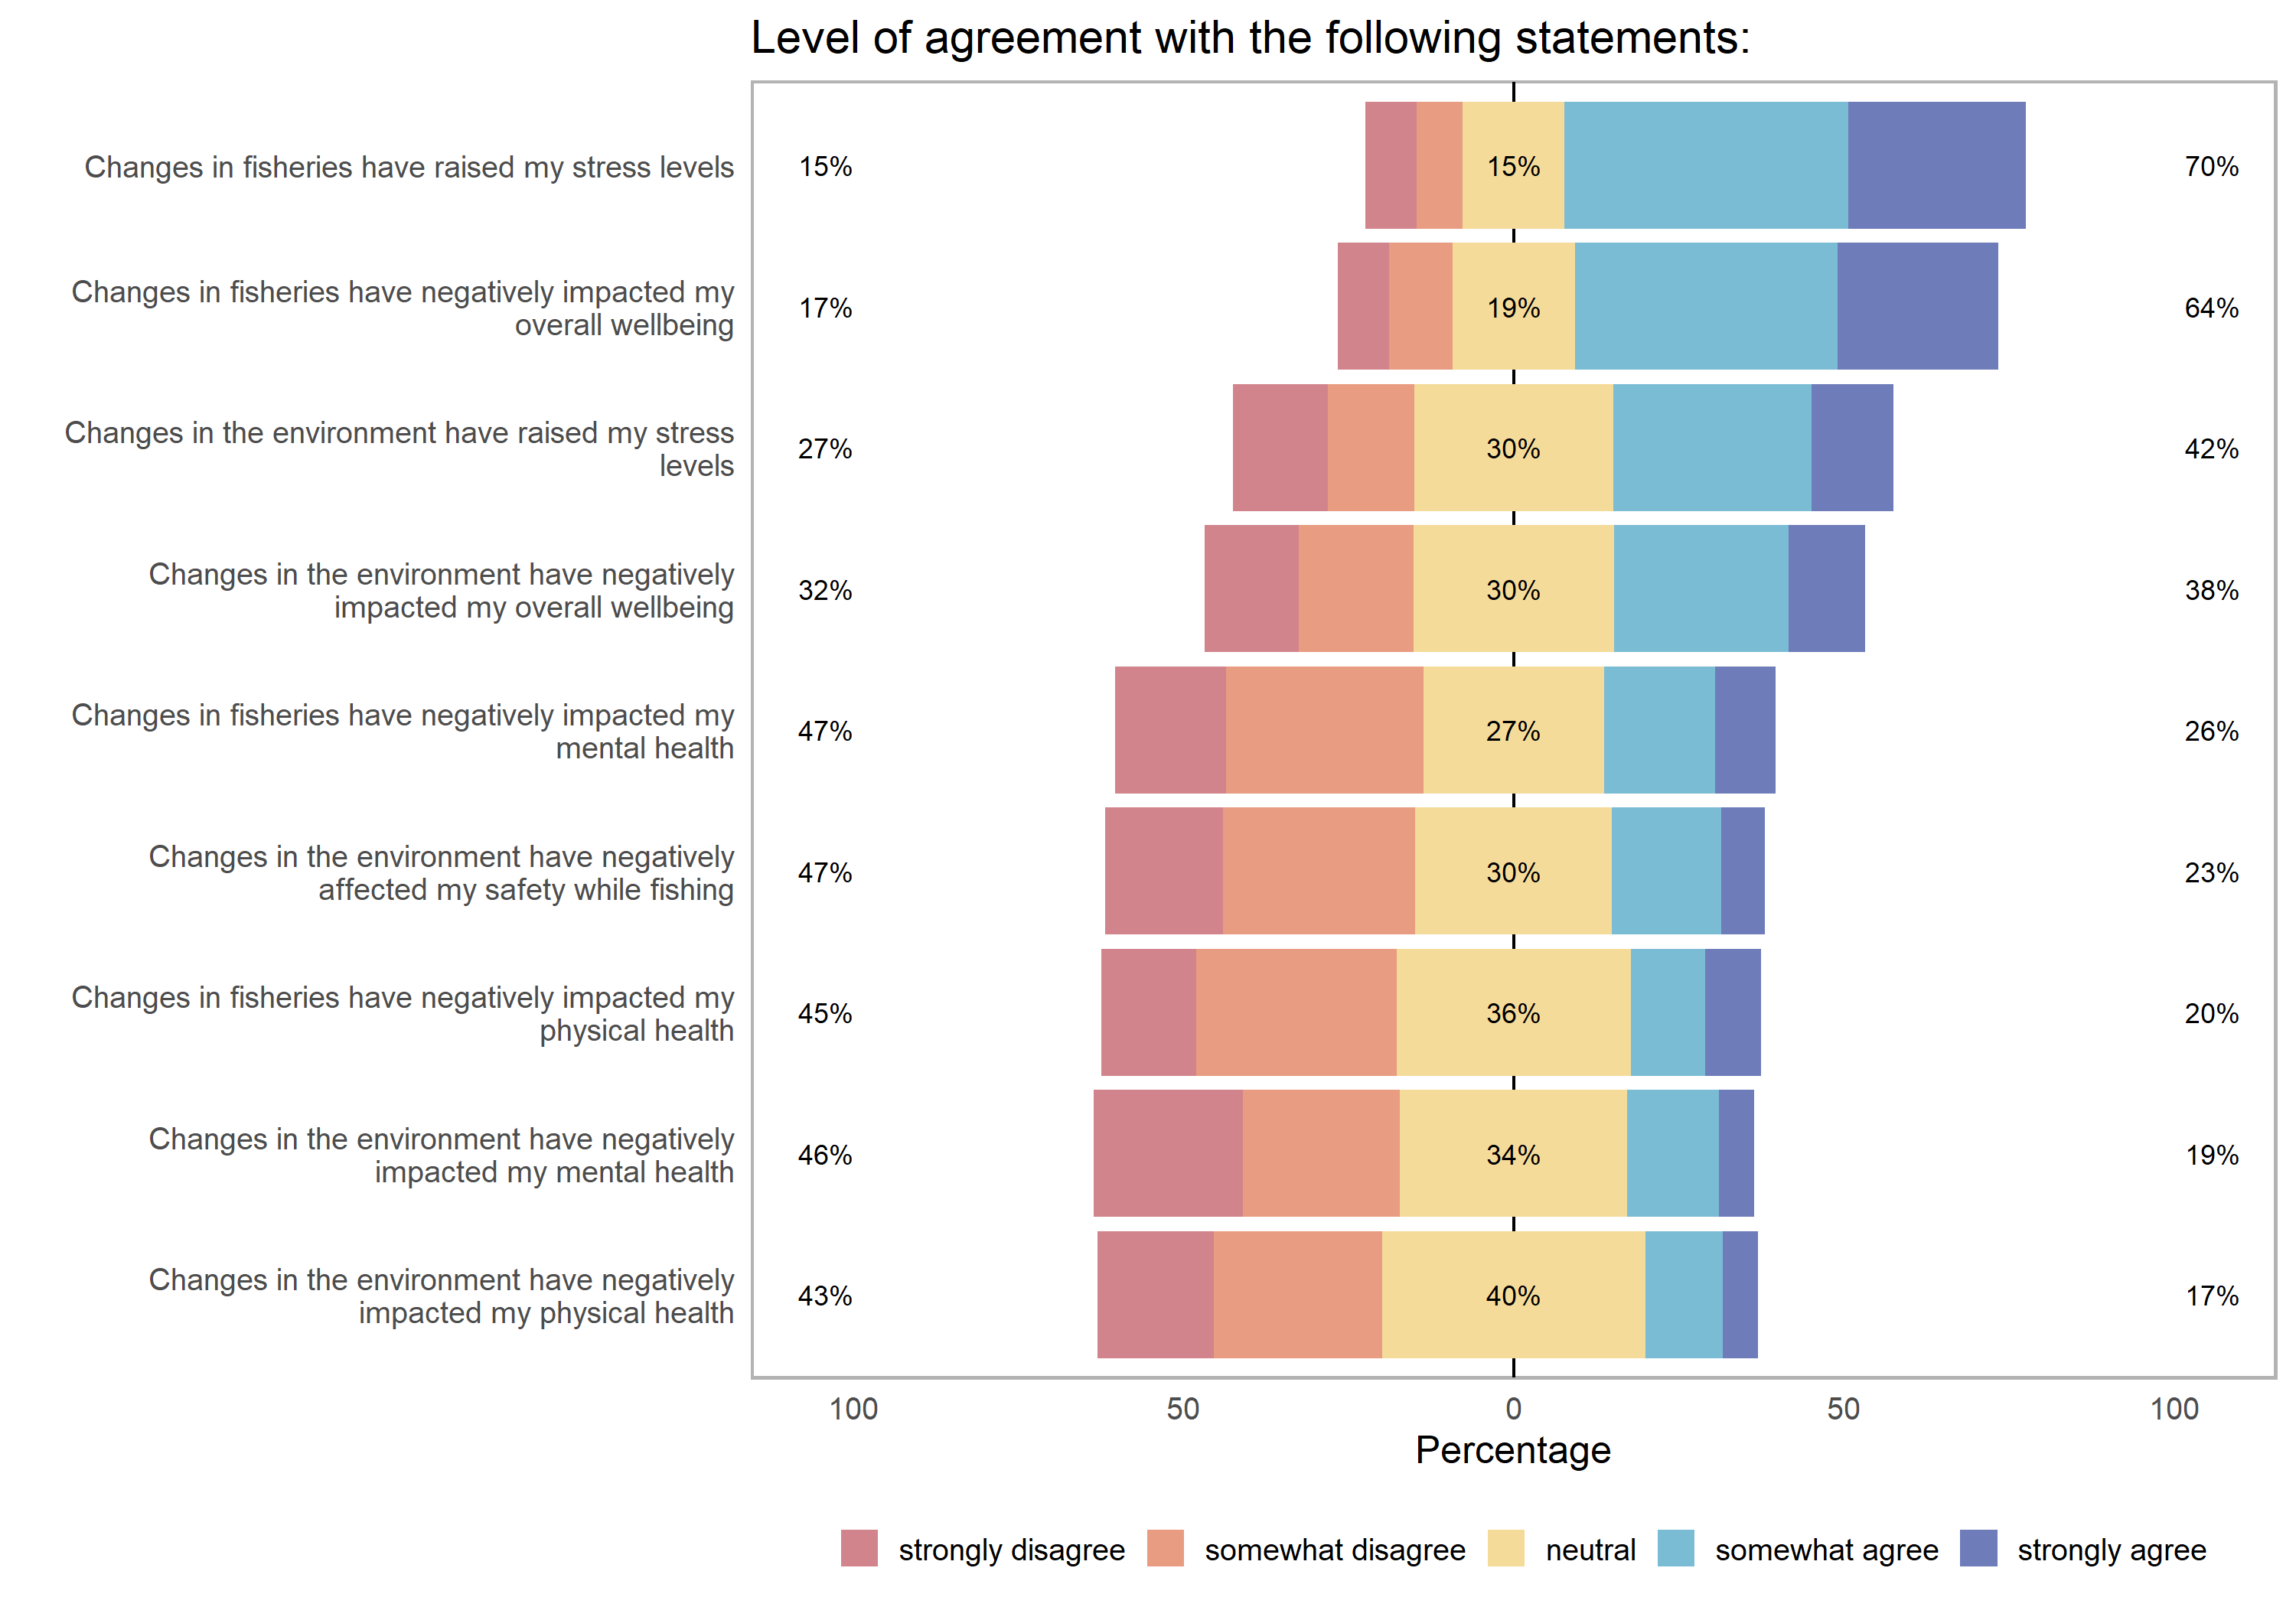 Level of agreement with the following statements:
Changes in fisheries have raised my stress levels
15%
15%
70%
Changes in fisheries have negatively impacted my
overall wellbeing
17%
19%
64%
Changes in the environment have raised my stress
levels
27%
30%
42%
Changes in the environment have negatively
impacted my overall wellbeing
32%
30%
38%
Changes in fisheries have negatively impacted my
mental health
47%
27%
26%
Changes in the environment have negatively
affected my safety while fishing
47%
30%
23%
Changes in fisheries have negatively impacted my
physical health
45%
36%
20%
Changes in the environment have negatively
impacted my mental health
46%
34%
19%
Changes in the environment have negatively
impacted my physical health
43%
40%
17%
100 50 0 50 100
Percentage
strongly disagree somewhat disagree neutral somewhat agree strongly agree